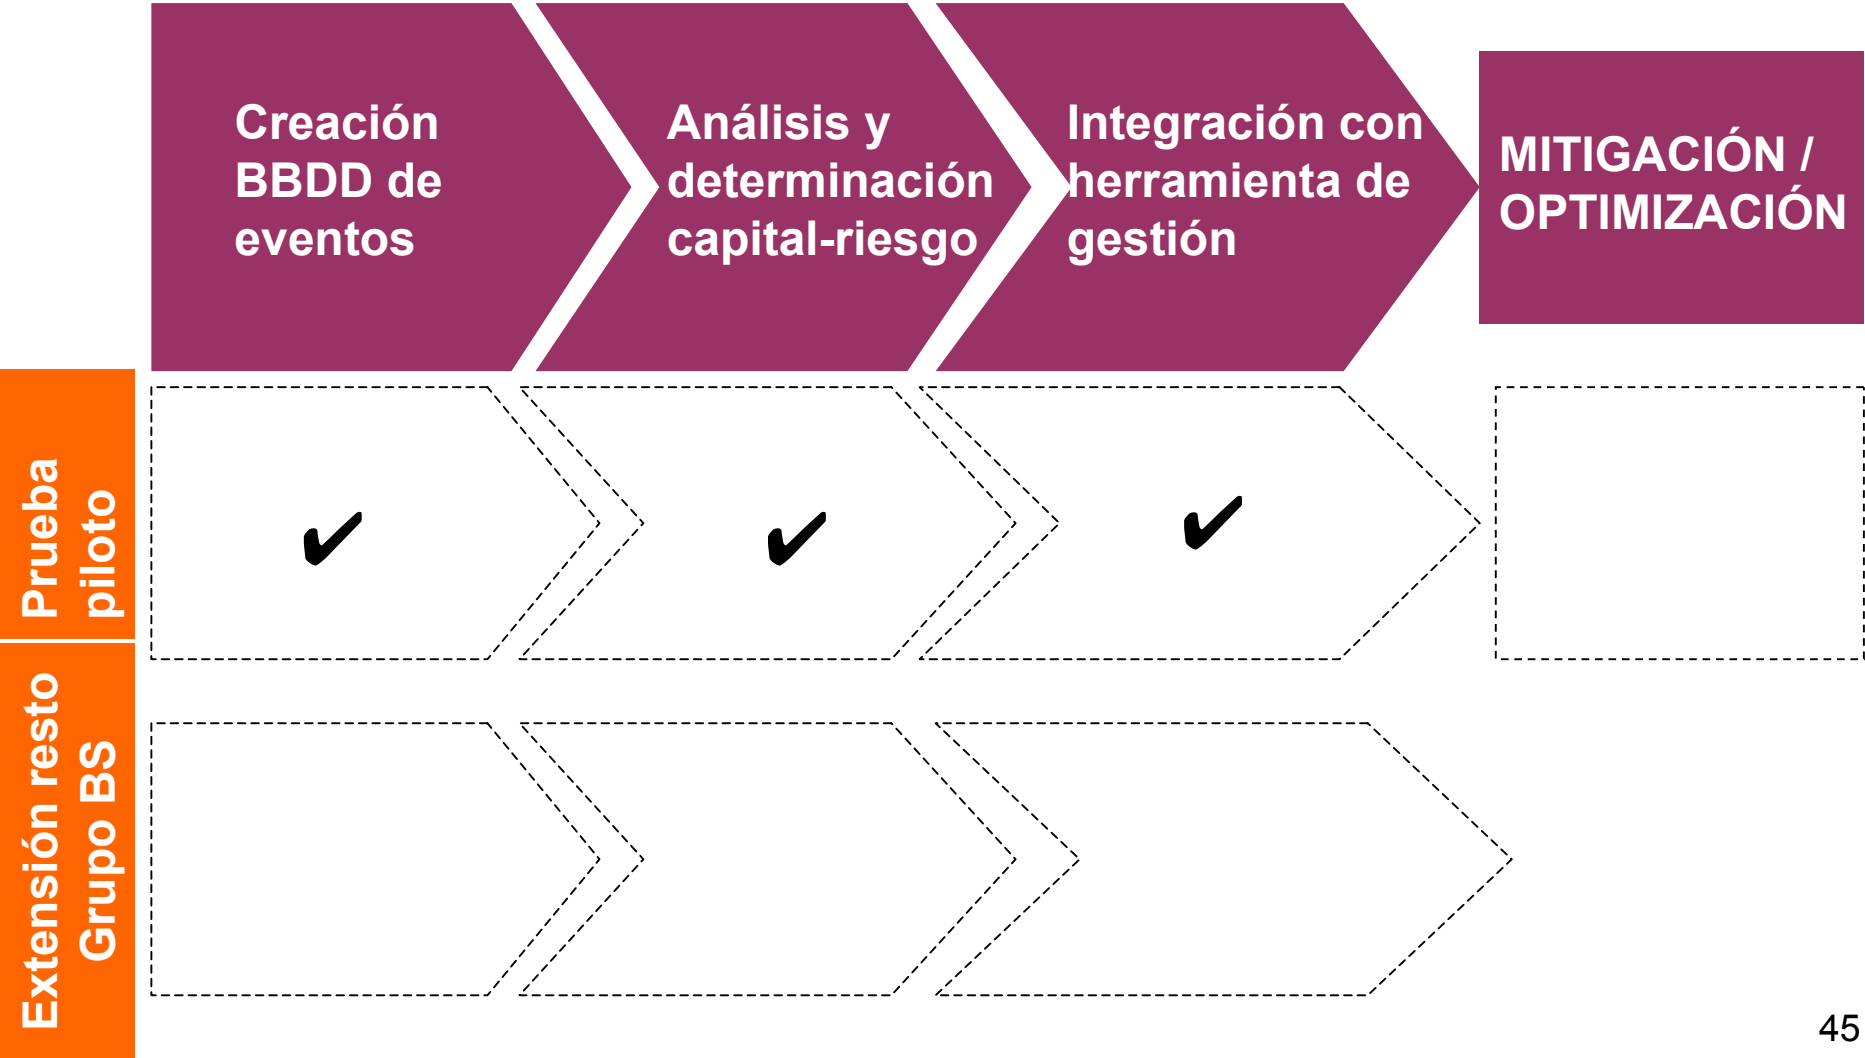 Creación
BBDD de
eventos
Análisis y
determinación
capital-riesgo
Integración con
herramienta de
gestión
MITIGACIÓN /
OPTIMIZACIÓN
Prueba
piloto
✔
✔
✔
Extensión resto
Grupo BS
45